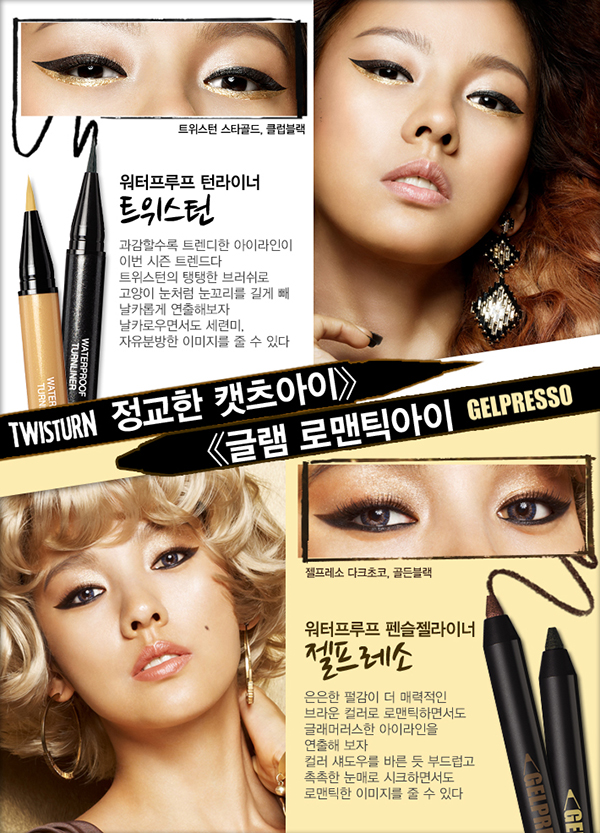 트위스턴 스타골드, 클럽블랙
워터프루프 턴라이너
트위스턴
과감할수록 트렌디한 아이라인이
이번 시즌 트렌드다
트위스턴의 탱탱한 브러쉬로
고양이 눈처럼 눈꼬리를 길게 빼
날카롭게 연출해보자
날카로우면서도 세련미,
자유분방한 이미지를 줄 수 있다
WATERPROOF
TURNLINER
TWISTURN 정교한 캣츠아이》
《글램 로맨틱아이 GELPRESSO
젤프레소 다크초코, 골든블랙
워터프루프 펜슬젤라이너
젤프레소
은은한 펄감이 더 매력적인
브라운 컬러로 로맨틱하면서도
글래머러스한 아이라인을
연출해 보자
컬러 섀도우를 바른 듯 부드럽고
촉촉한 눈매로 시크하면서도
로맨틱한 이미지를 줄 수 있다